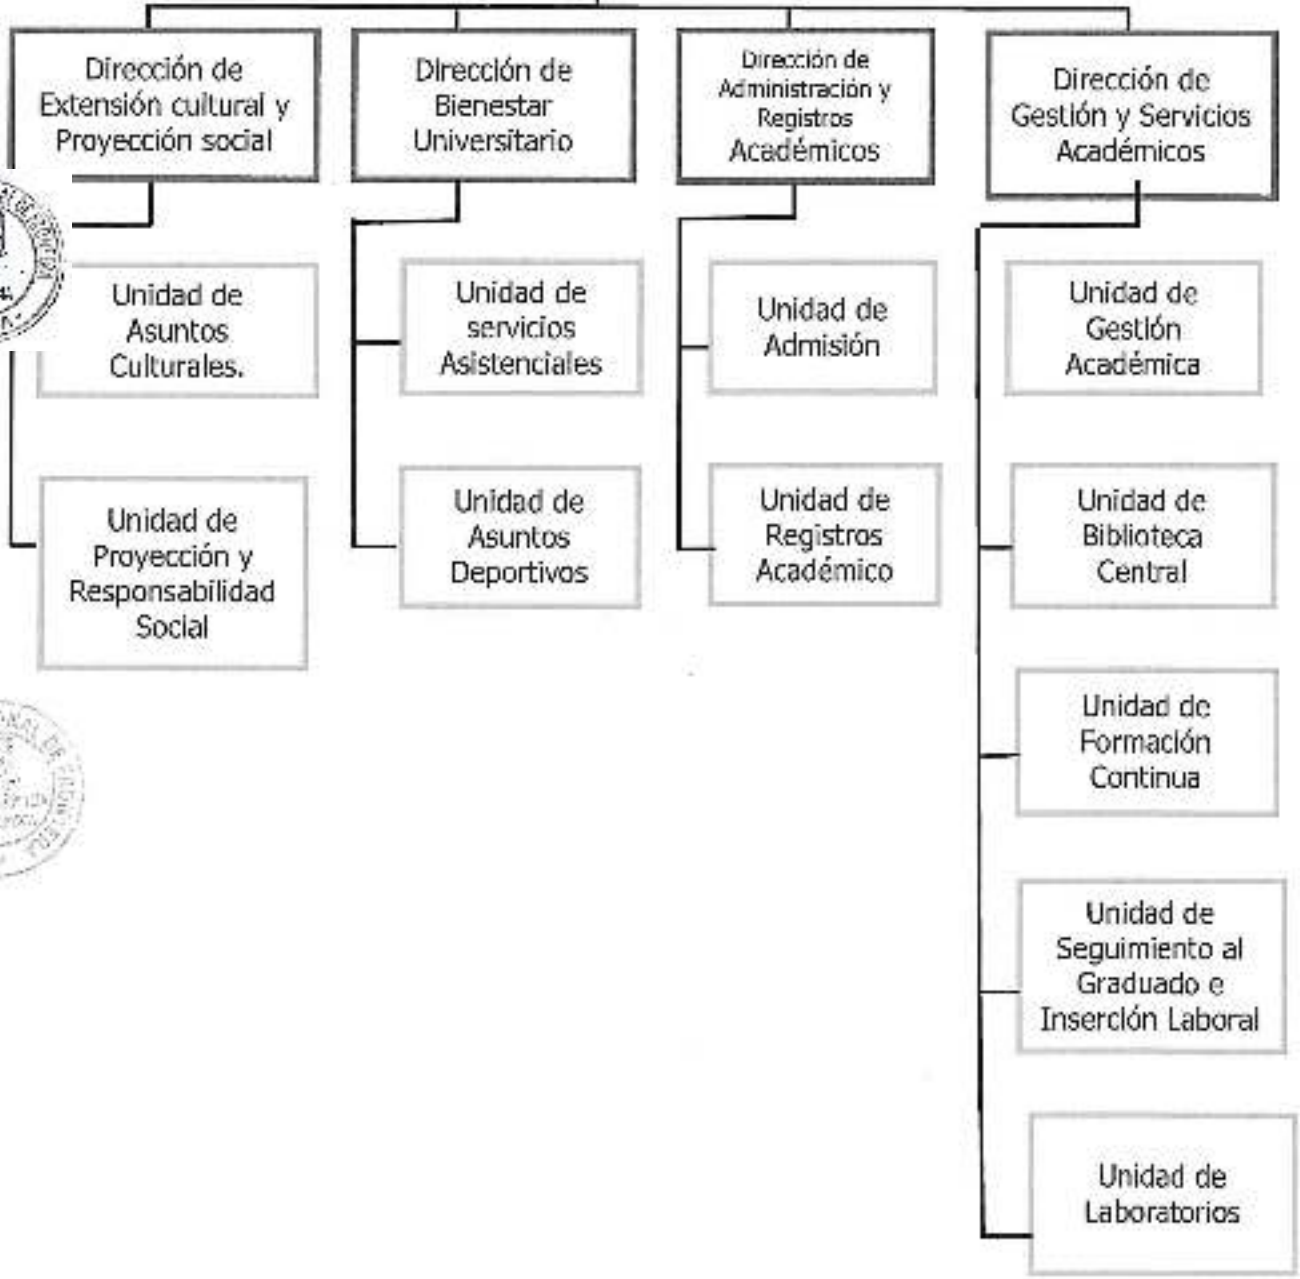 Dirección de
Extensión cultural y
Proyección social
Dirección de
Bienestar
Universitario
Dirección de
Administración y
Registros
Académicos
Dirección de
Gestión y Servicios
Académicos
Unidad de
Asuntos
Culturales.
Unidad de
servicios
Asistenciales
Unidad de
Admisión
Unidad de
Gestión
Académica
Unidad de
Proyección y
Responsabilidad
Social
Unidad de
Asuntos
Deportivos
Unidad de
Registros
Académico
Unidad de
Biblioteca
Central
Unidad de
Formación
Continua
Unidad de
Seguimiento al
Graduado e
Inserción Laboral
Unidad de
Laboratorios